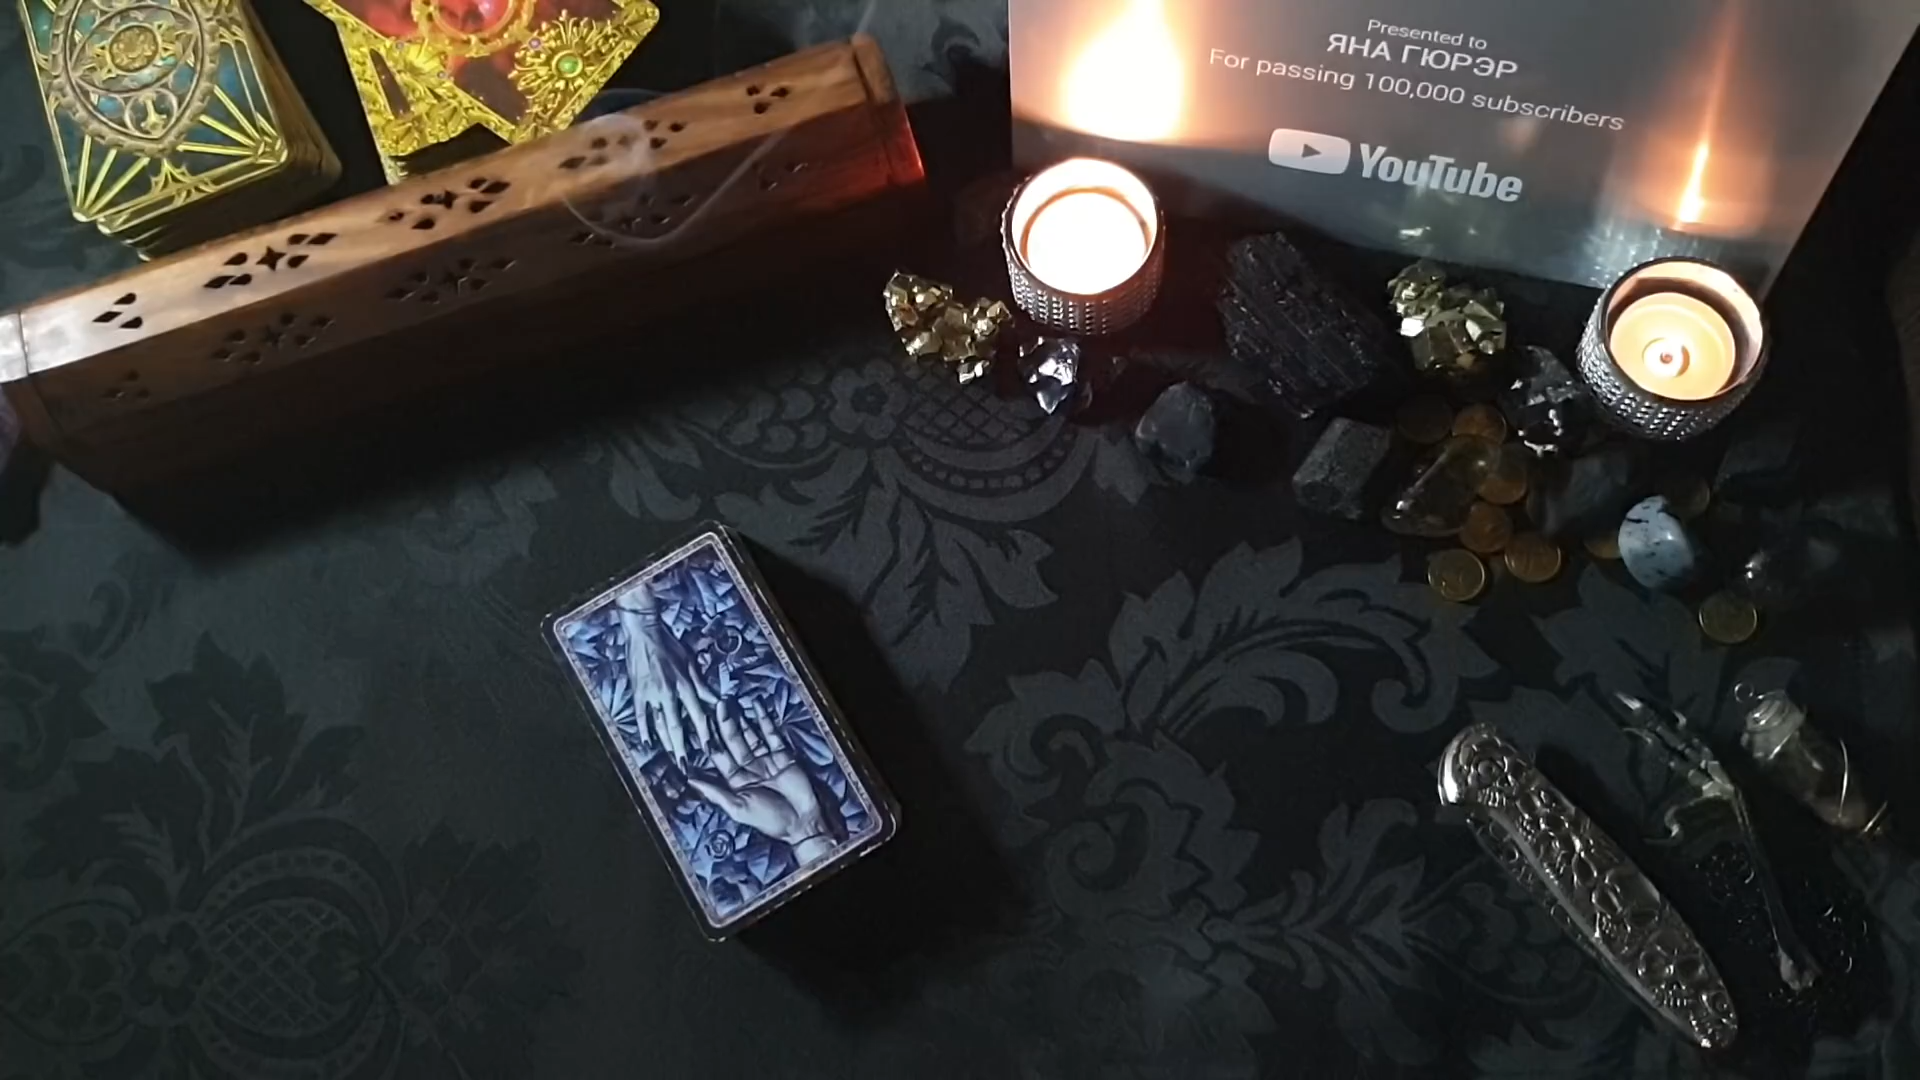 Presented to
ЯНА ГЮРЭР
For passing 100,000 subscribers
YouTube